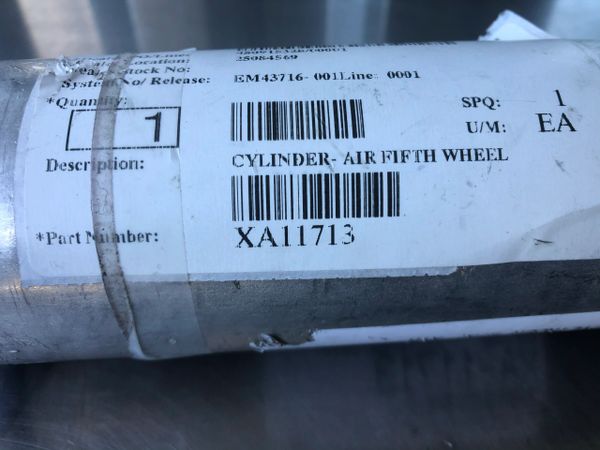 25084569
Stock No:
System No/ Release: EM43716- 001Line: 0001
*Quantity: 1 SPQ: 1
U/M: EA
Description: CYLINDER- AIR FIFTH WHEEL
*Part Number: XA11713